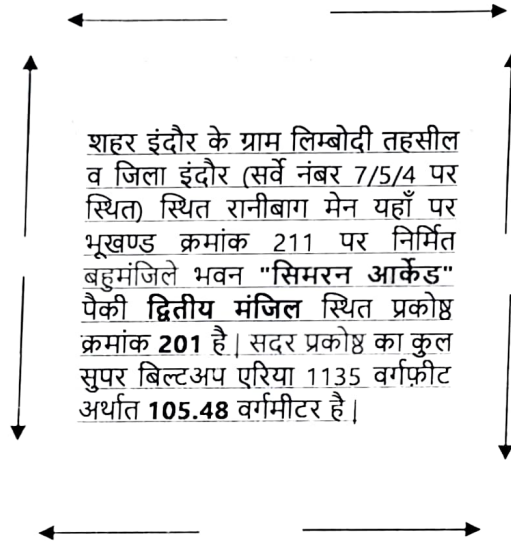 शहर इंदौर के ग्राम लिम्बोदी तहसील
व जिला इंदौर (सर्वे नंबर 7/5/4 पर
स्थित) स्थित रानीबाग मेन यहाँ पर
भूखण्ड क्रमांक 211 पर निर्मित
बहुमंजिले भवन "सिमरन आर्केड"
पैकी द्वितीय मंजिल स्थित प्रकोष्ठ
क्रमांक 201 है| सदर प्रकोष्ठ का कुल
सुपर बिल्टअप एरिया 1135 वर्गफ़ीट
अर्थात 105.48 वर्गमीटर है|